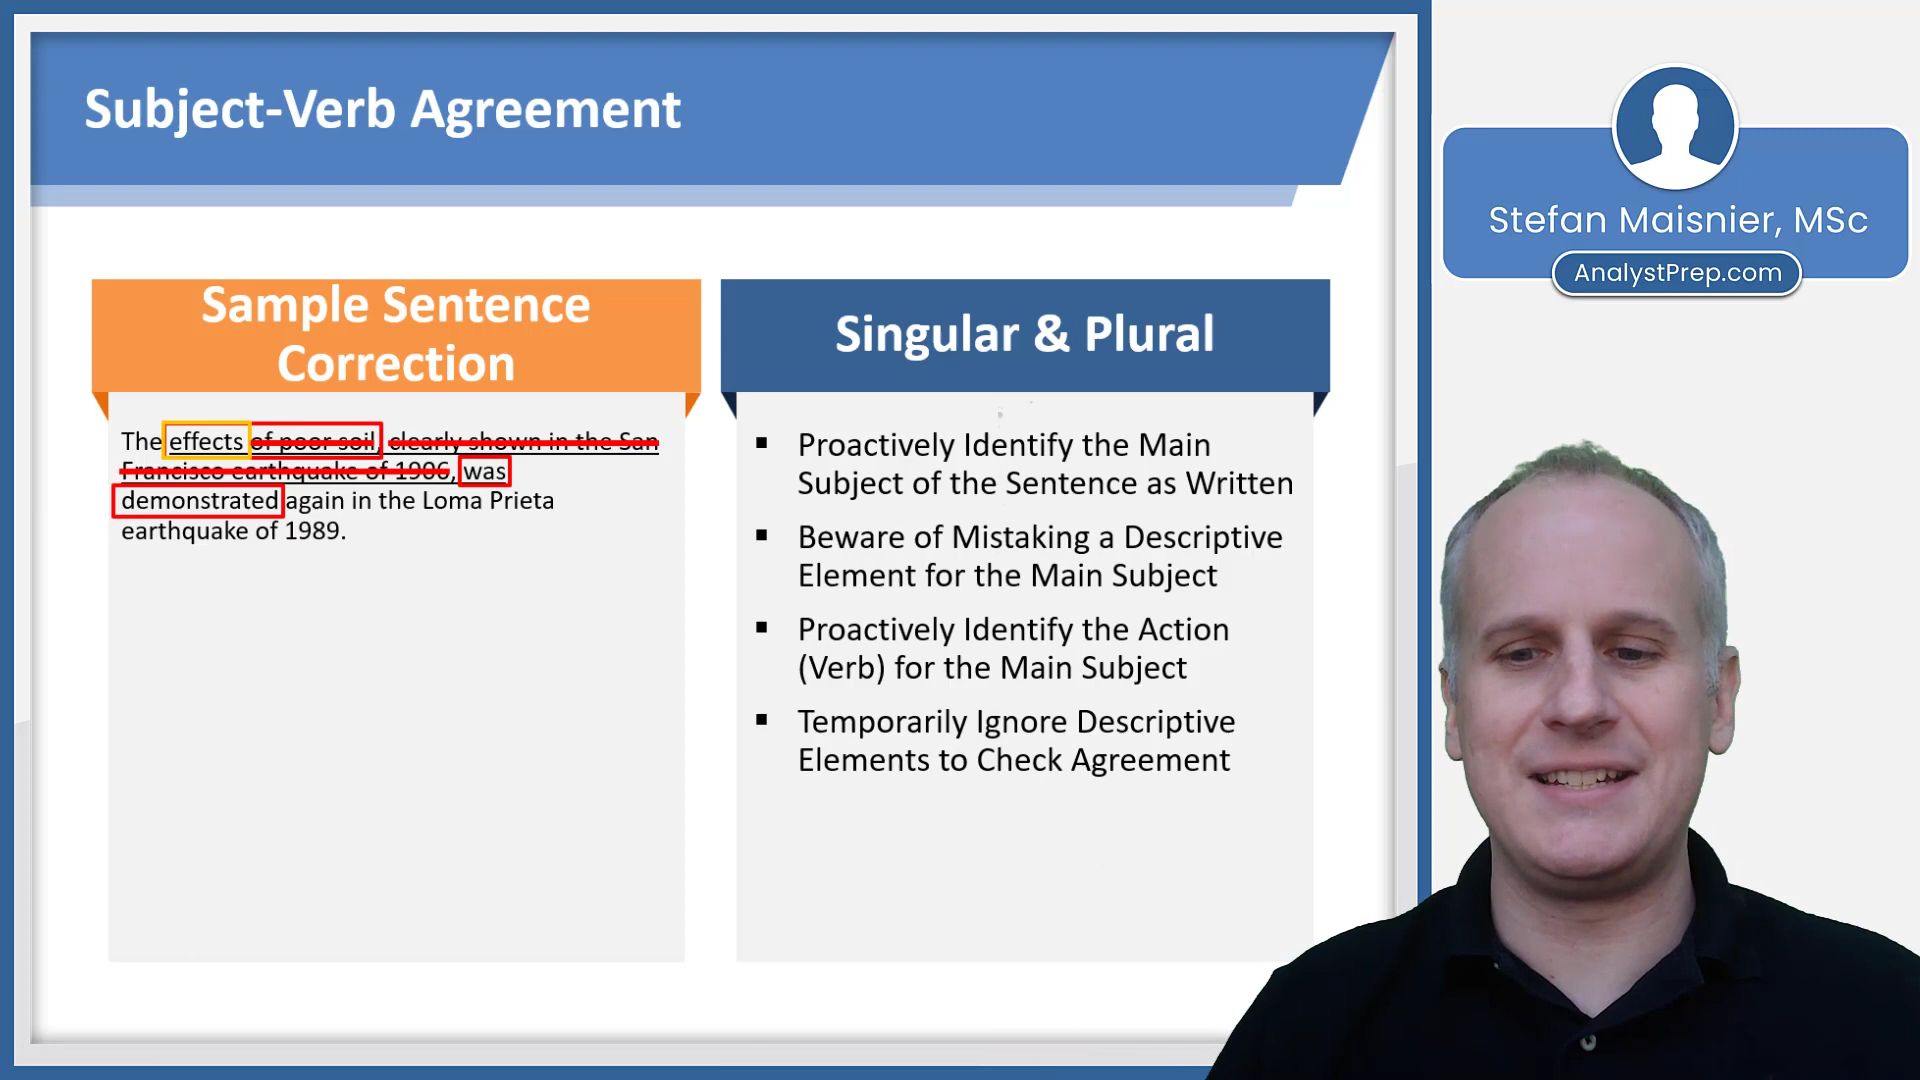 Subject-Verb Agreement
Sample Sentence
Correction
The effects of poor soil, clearly shown in the San
Francisco earthquake of 1906, was
demonstrated again in the Loma Prieta
earthquake of 1989.
Singular & Plural
▪ Proactively Identify the Main
Subject of the Sentence as Written
▪ Beware of Mistaking a Descriptive
Element for the Main Subject
▪ Proactively Identify the Action
(Verb) for the Main Subject
▪ Temporarily Ignore Descriptive
Elements to Check Agreement
Stefan Maisnier, MSc
AnalystPrep.com